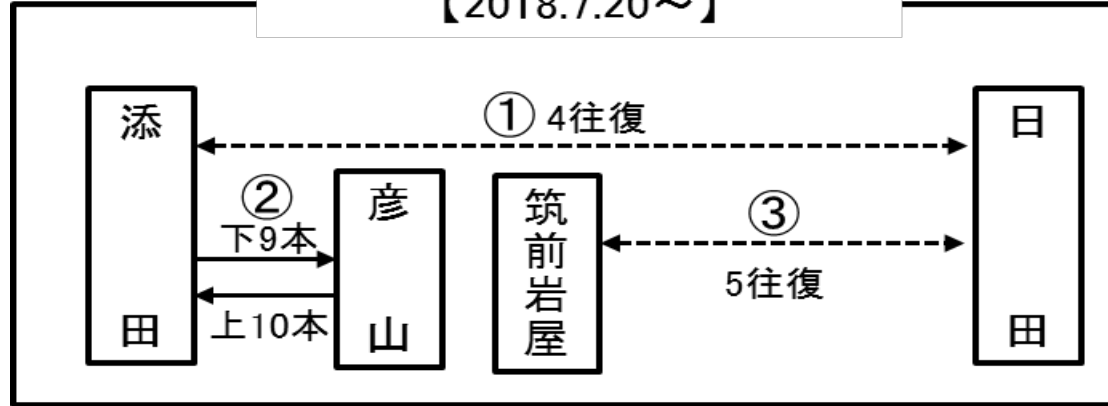 【2018.7.20～】
添田
日田
① 4往復
②
下9本
上10本
彦山
筑前岩屋
③
5往復